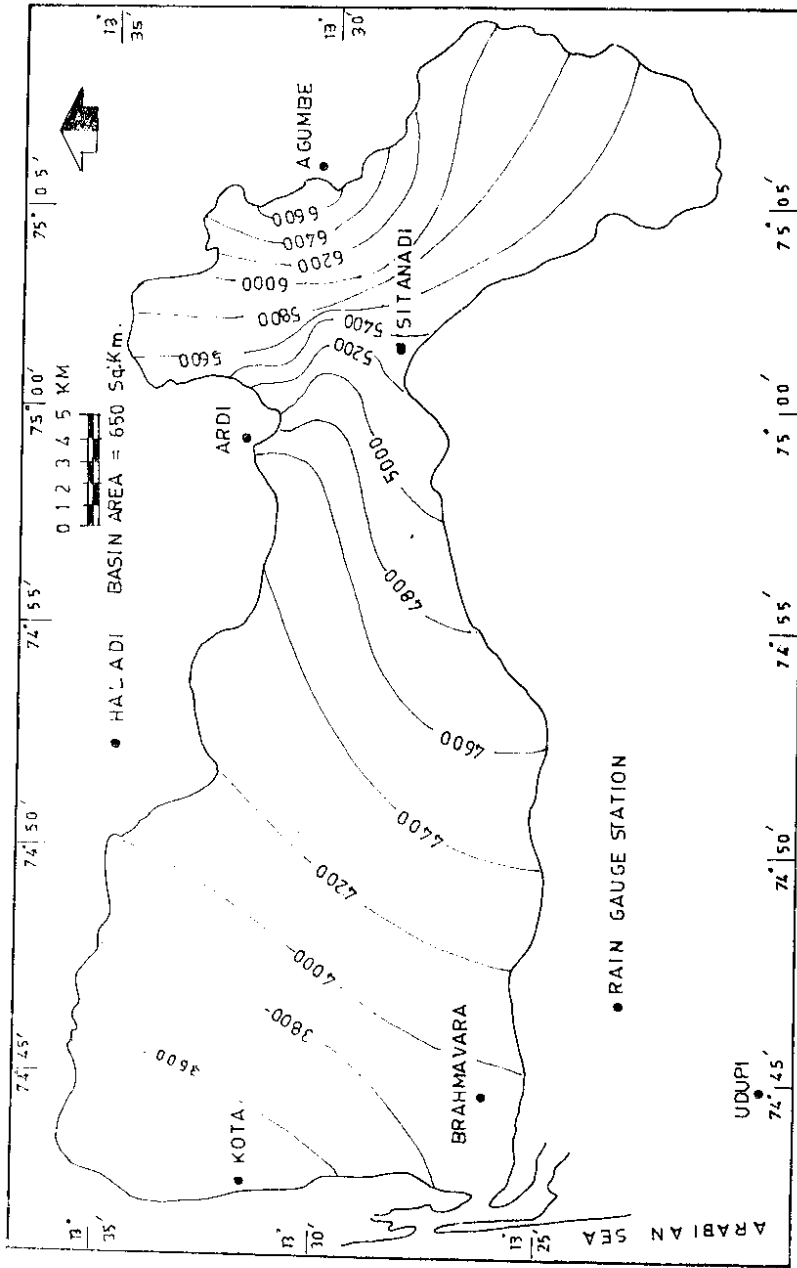 74° 45'
74° 50'
74° 55'
75° 00'
75° 05'
0 1 2 3 4 5 KM
HALADI
BASIN AREA = 650 Sq.Km.
13° 35'
13° 35'
ARDI
AGUMBE
KOTA
3600
3800
4000
4200
4400
4600
4800
5000
5200
5400
5600
5800
6000
6200
6400
6600
13° 30'
13° 30'
SITANADI
BRAHMAVARA
13° 25'
ARABIAN SEA
RAIN GAUGE STATION
UDUPI
74° 45'
74° 50'
74° 55'
75° 00'
75° 05'